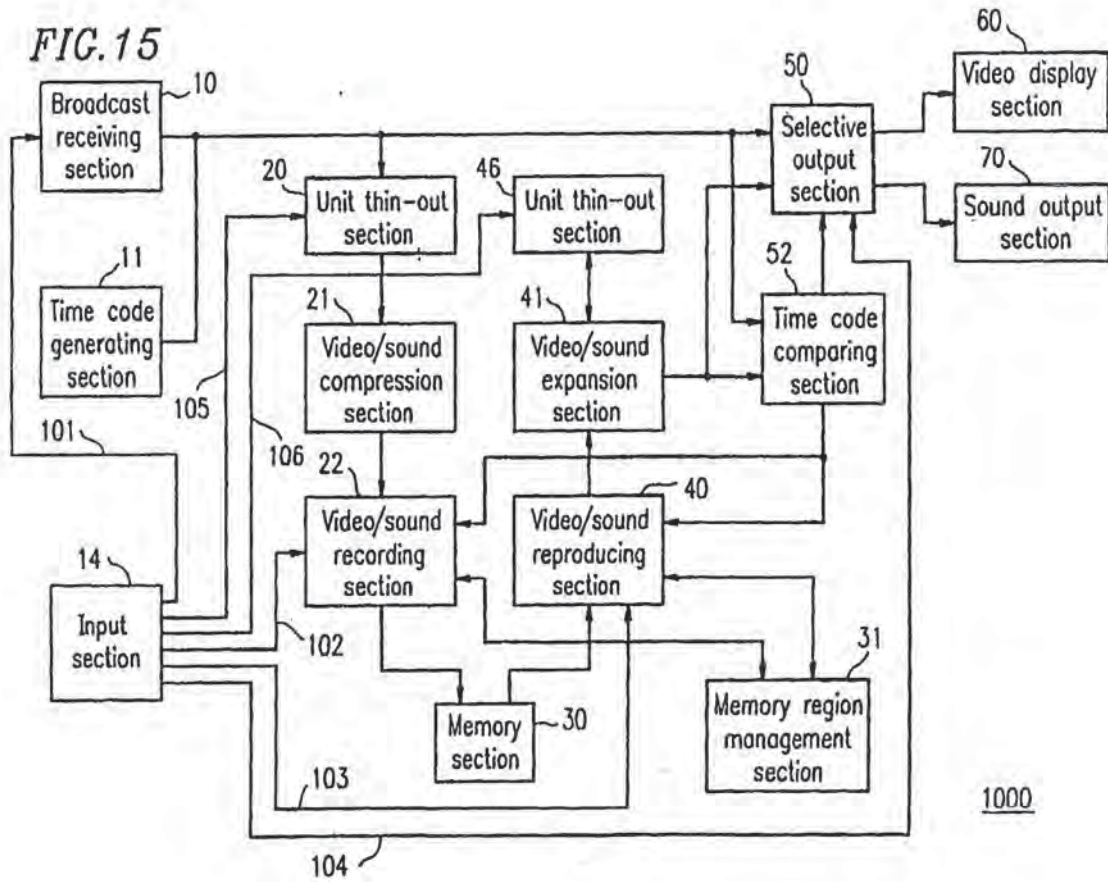 FIG.15
10
Broadcast
receiving
section
11
Time code
generating
section
101
105
106
14
Input
section
20
Unit thin-out
section
21
Video/sound
compression
section
22
Video/sound
recording
section
102
103
104
46
Unit thin-out
section
41
Video/sound
expansion
section
40
Video/sound
reproducing
section
Memory
section
30
31
Memory region
management
section
50
Selective
output
section
52
Time code
comparing
section
60
Video display
section
70
Sound output
section
1000